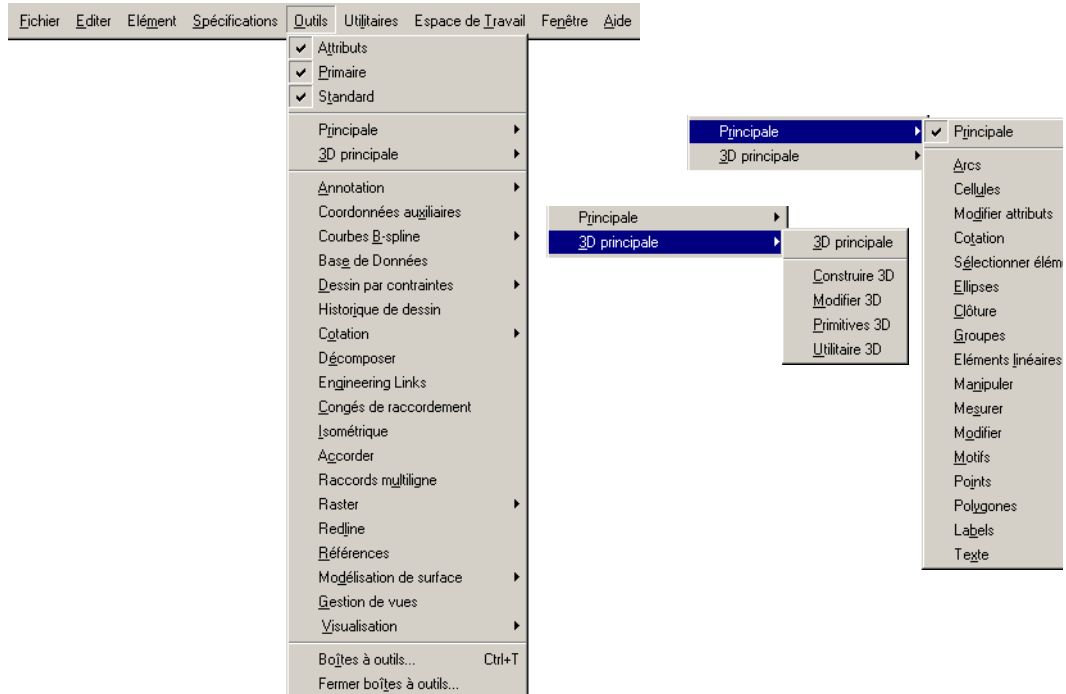 Fichier Editer Elément Spécifications Outils Utilitaires Espace de Travail Fenêtre Aide
Attributs
Primaire
Standard
Principale
3D principale
Annotation
Coordonnées auxiliaires
Courbes B-spline
Base de Données
Dessin par contraintes
Historique de dessin
Cotation
Décomposer
Engineering Links
Congés de raccordement
Isométrique
Accorder
Raccords multiligne
Raster
Redline
Références
Modélisation de surface
Gestion de vues
Visualisation
Boîtes à outils... Ctrl+T
Fermer boîtes à outils...
Principale
3D principale
3D principale
Construire 3D
Modifier 3D
Primitives 3D
Utilitaire 3D
Principale
3D principale
Principale
Arcs
Cellules
Modifier attributs
Cotation
Sélectionner élém
Ellipses
Clôture
Groupes
Eléments linéaires
Manipuler
Mesurer
Modifier
Motifs
Points
Polygones
Labels
Texte